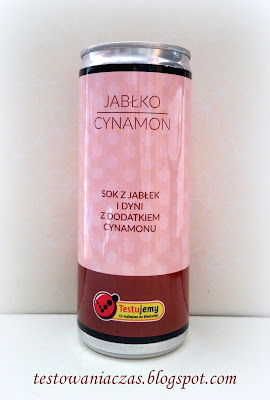 JABŁKO
CYNAMON
SOK Z JABŁEK
I DYNI
Z DODATKIEM
CYNAMONU
Testujemy
testowaniaczas.blogspot.com